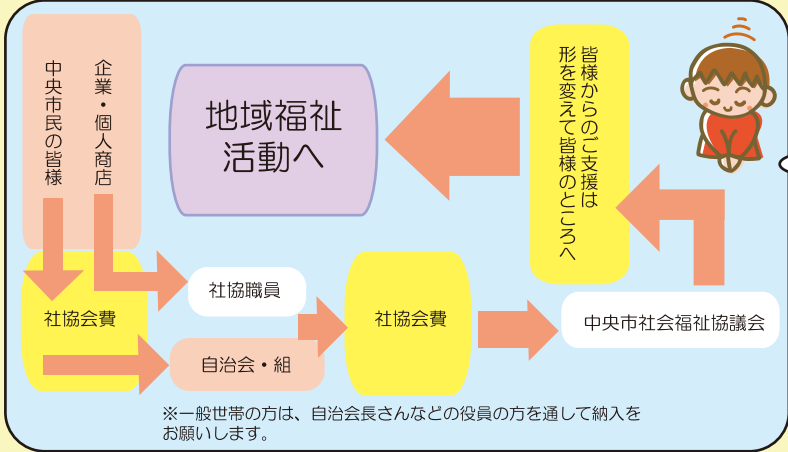 企業・個人商店
中央市民の皆様
社協会費
社協職員
自治会・組
社協会費
中央市社会福祉協議会
皆様からのご支援は
形を変えて皆様のところへ
地域福祉
活動へ
※一般世帯の方は、自治会長さんなどの役員の方を通して納入を
お願いします。